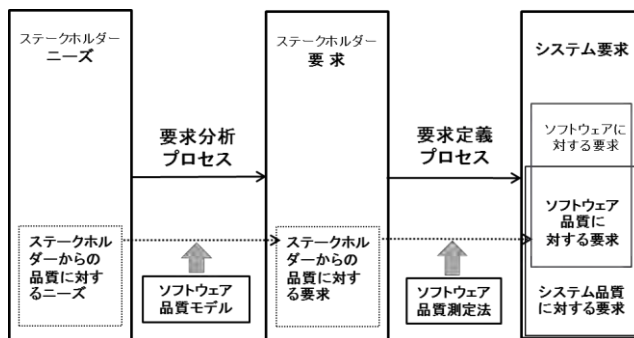 ステークホルダー
ニーズ
ステークホル
ダーからの
品質に対す
るニーズ
要求分析
プロセス
ソフトウェア
品質モデル
ステークホルダー
要 求
ステークホル
ダーからの
品質に対す
る要求
要求定義
プロセス
ソフトウェア
品質測定法
システム要求
ソフトウェアに
対する要求
ソフトウェア
品質に
対する要求
システム品質
に対する要求